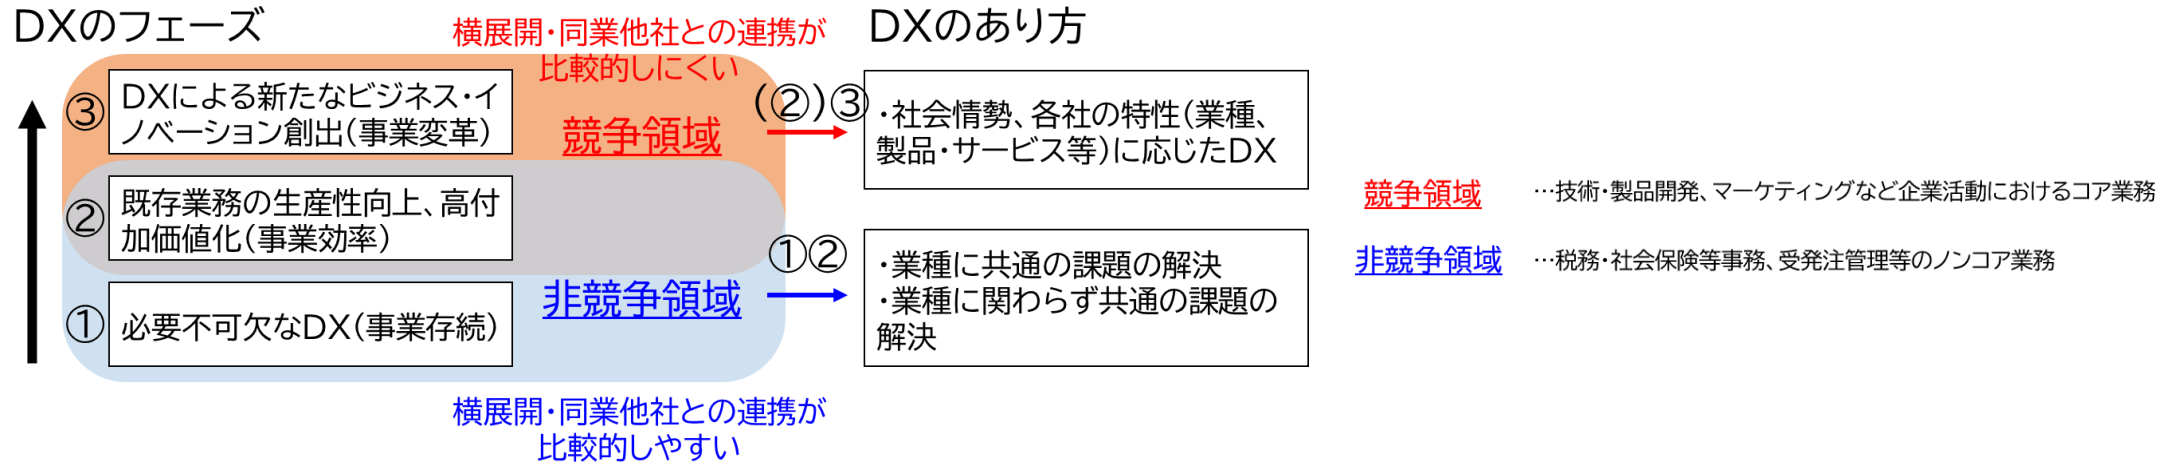 DXのフェーズ
横展開・同業他社との連携が
比較的しにくい
③
DXによる新たなビジネス・イ
ノベーション創出(事業変革)
競争領域
②
既存業務の生産性向上、高付
加価値化(事業効率)
①
必要不可欠なDX(事業存続)
非競争領域
横展開・同業他社との連携が
比較的しやすい
DXのあり方
(②)③
・社会情勢、各社の特性(業種、
製品・サービス等)に応じたDX
①②
・業種に共通の課題の解決
・業種に関わらず共通の課題の
解決
競争領域 …技術・製品開発、マーケティングなど企業活動におけるコア業務
非競争領域 …税務・社会保険等事務、受発注管理等のノンコア業務